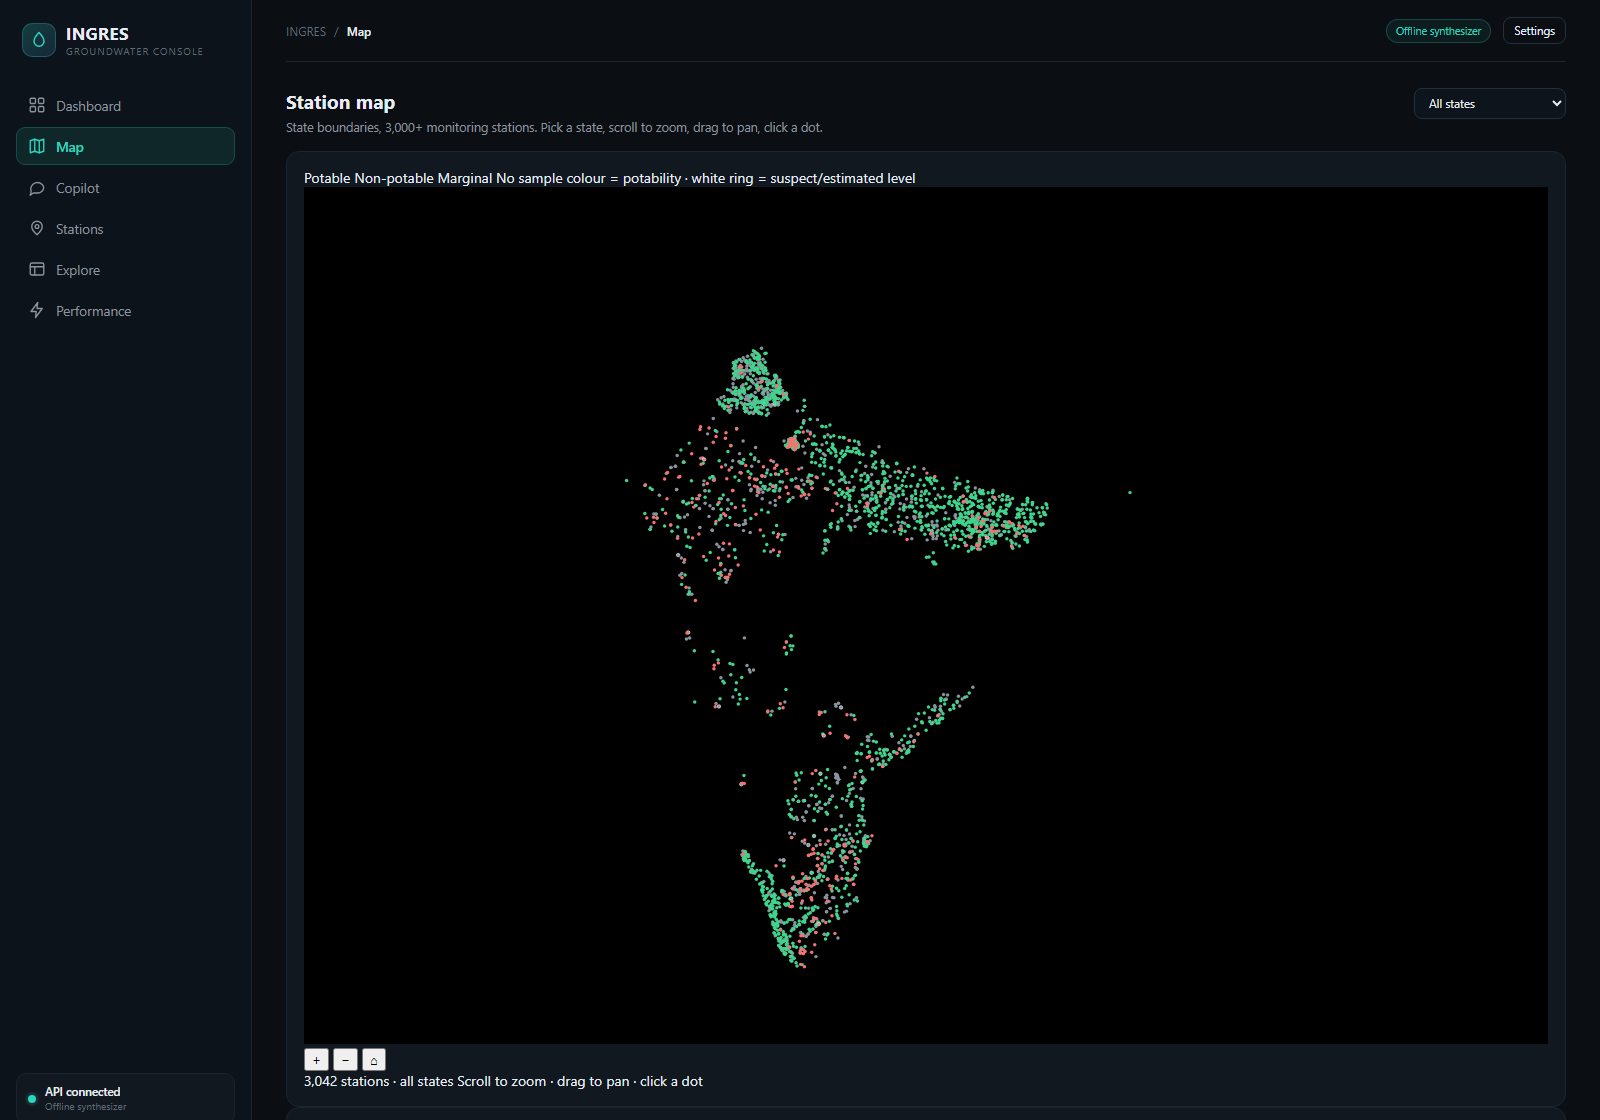 INGRES
GROUNDWATER CONSOLE
Dashboard
Map
Copilot
Stations
Explore
Performance
API connected
Offline synthesizer
INGRES / Map
Offline synthesizer
Settings
Station map
All states
State boundaries, 3,000+ monitoring stations. Pick a state, scroll to zoom, drag to pan, click a dot.
Potable Non-potable Marginal No sample colour = potability · white ring = suspect/estimated level
+ − ⌂
3,042 stations · all states Scroll to zoom · drag to pan · click a dot